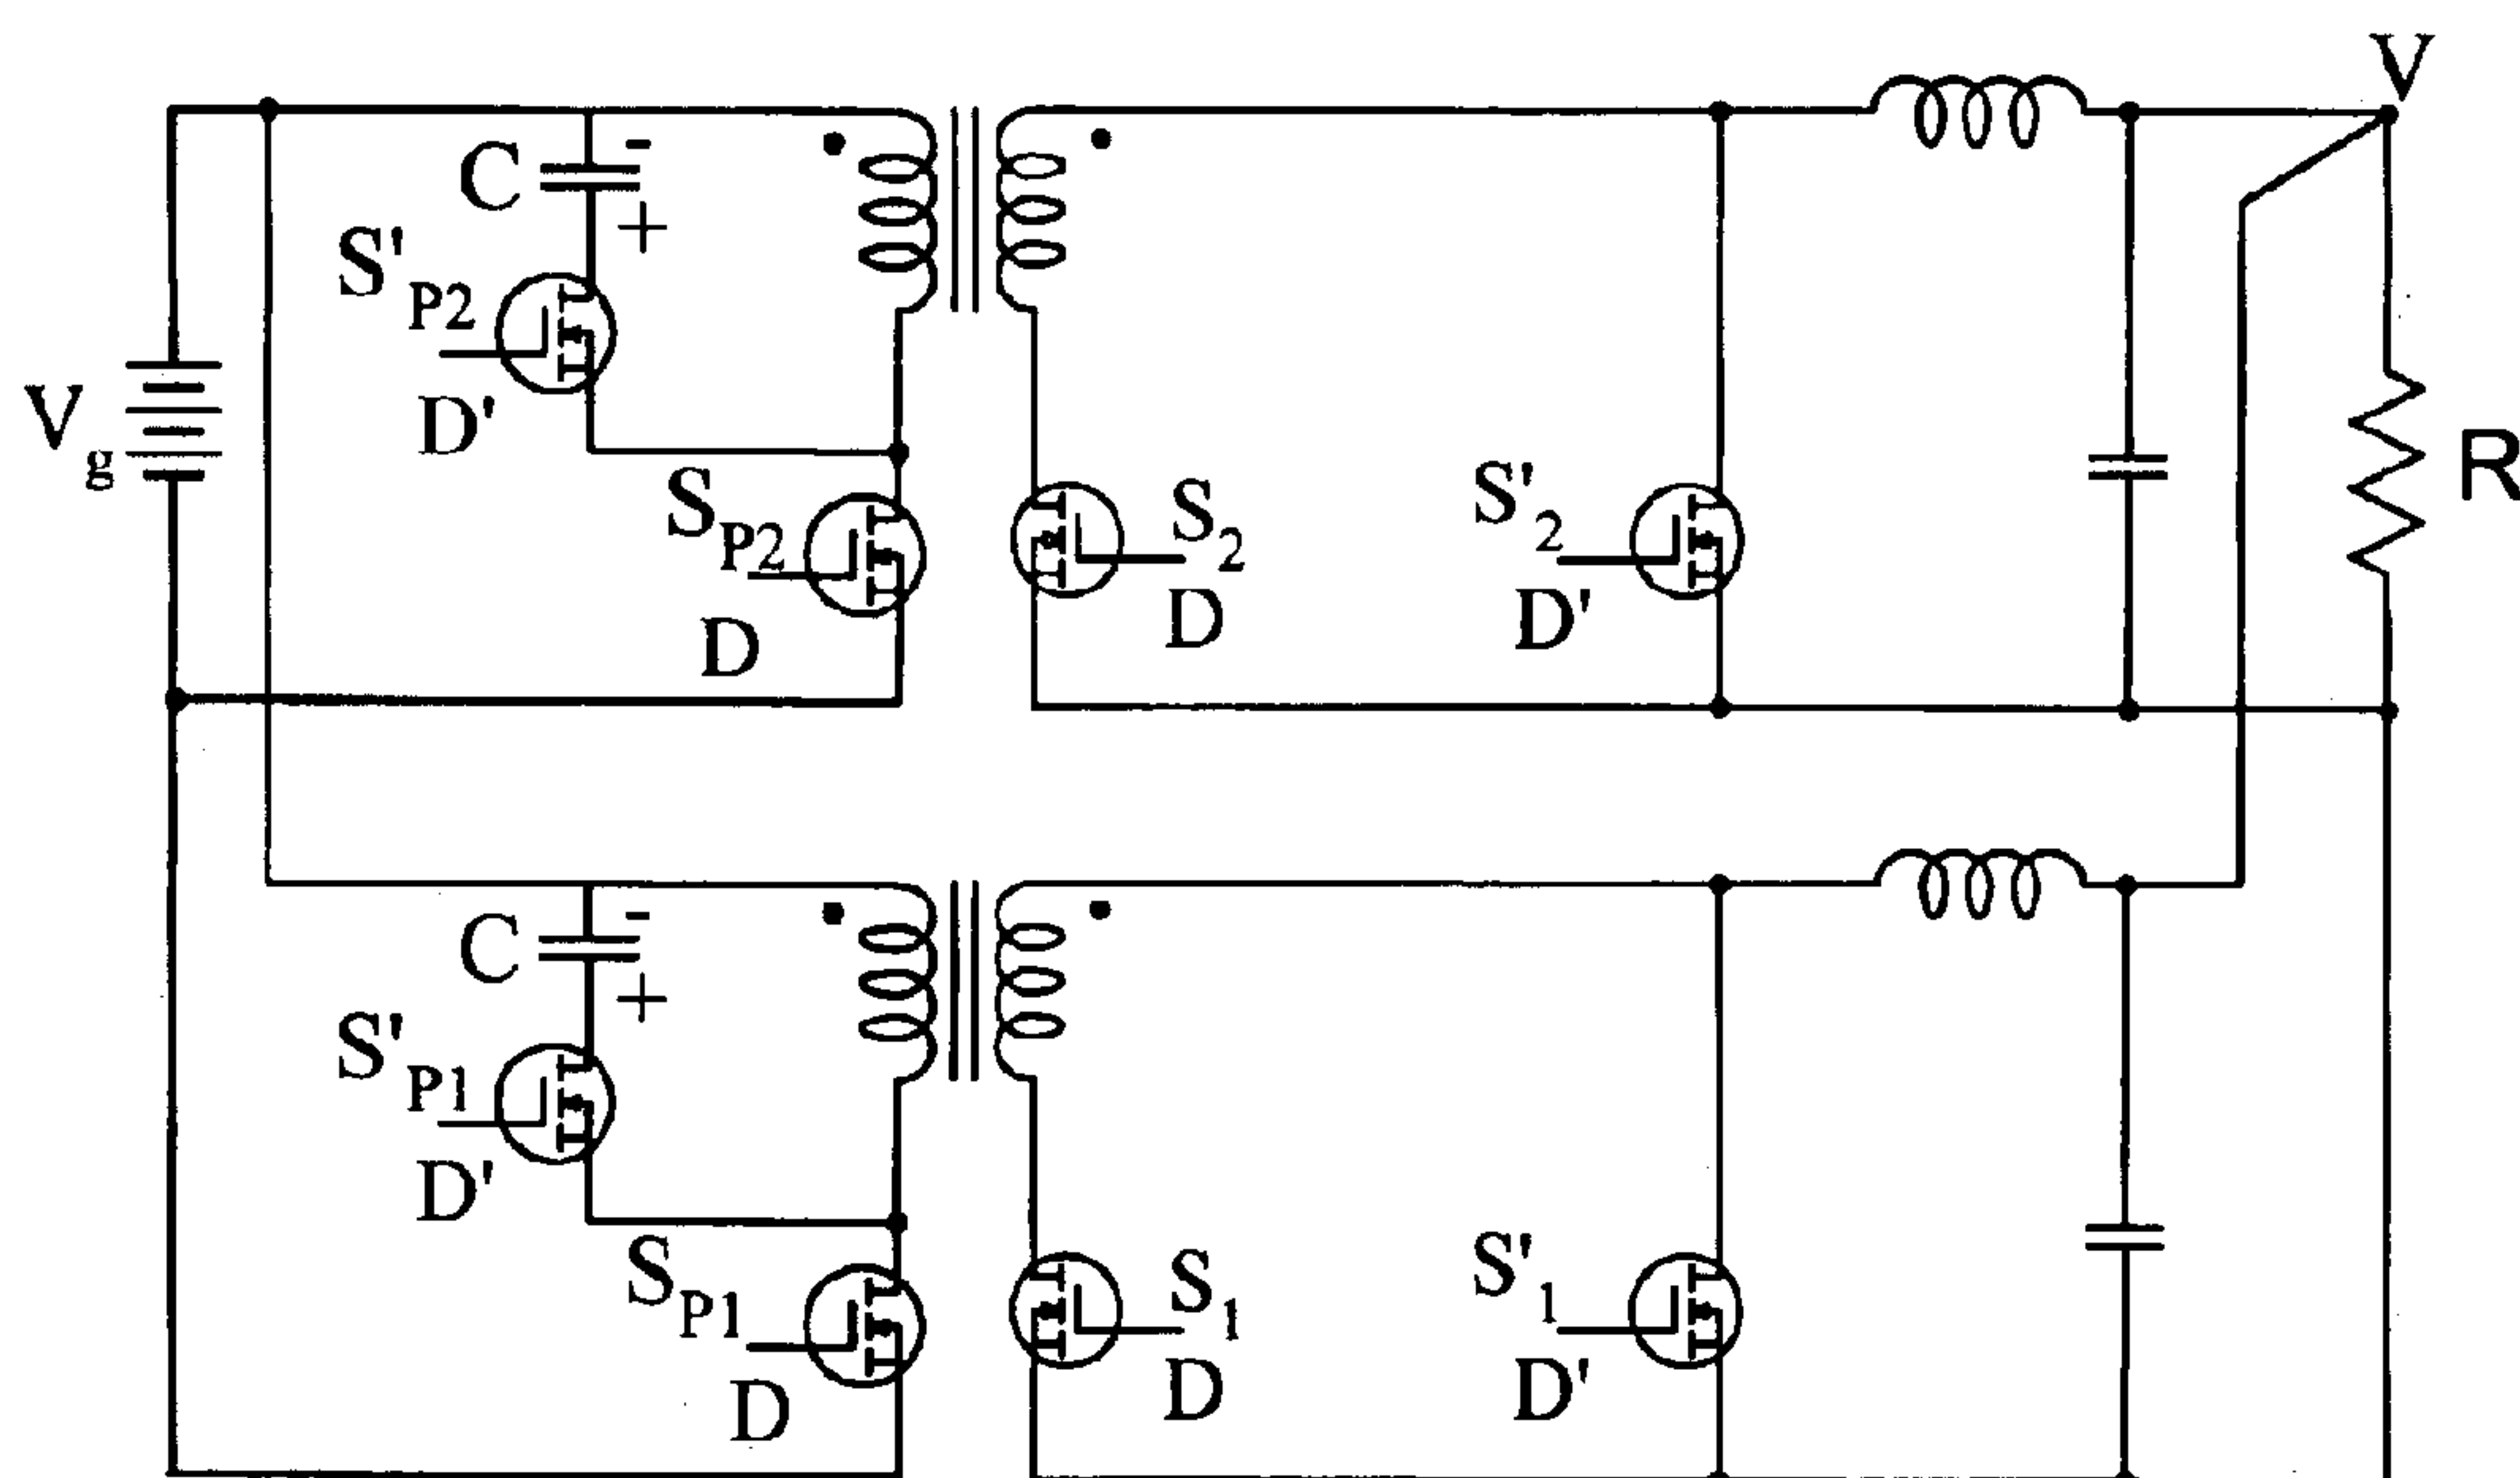 V
C
-
+
S'P2
D'
Vg
SP2
D
S2
D
S'2
D'
R
C
-
+
S'P1
D'
SP1
D
S1
D
S'1
D'